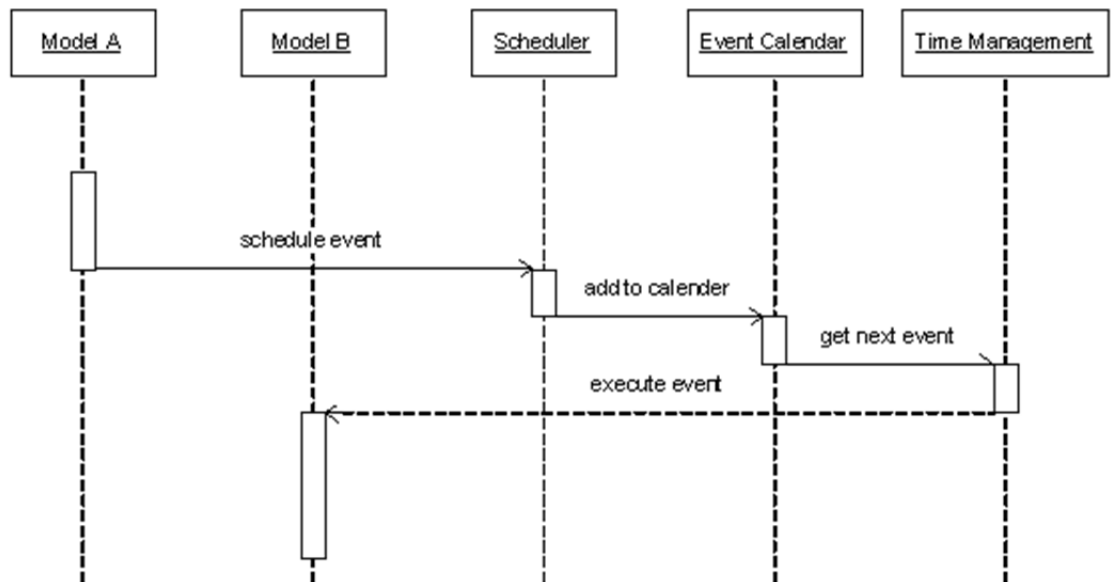 Model A
Model B
Scheduler
Event Calendar
Time Management
schedule event
add to calender
get next event
execute event